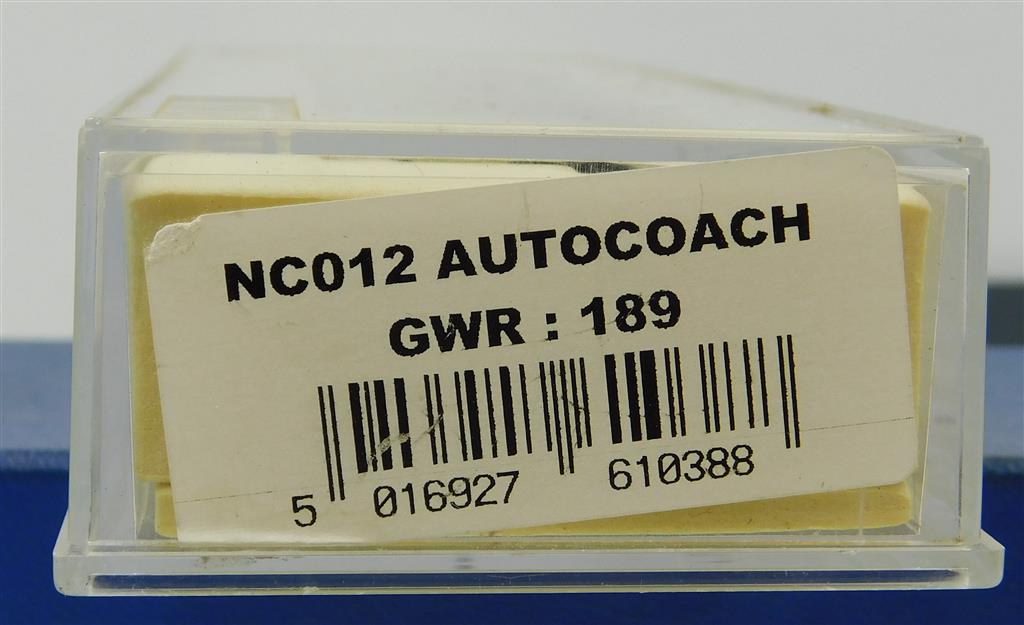 NC012 AUTOCOACH
GWR : 189
5 016927 610388